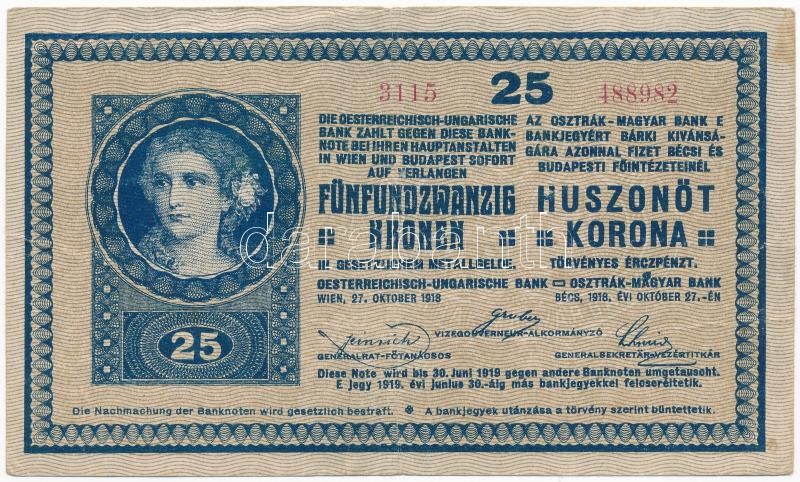 3115 25 488982
DIE OESTERREICHISCH-UNGARISCHE
BANK ZAHLT GEGEN DIESE BANK-
NOTE BEI IHREN HAUPTANSTALTEN
IN WIEN UND BUDAPEST SOFORT
AUF VERLANGEN
FÜNFUNDZWANZIG
KRONEN
IN GESETZLICHEM METALLGELDE.
OESTERREICHISCH-UNGARISCHE BANK
WIEN, 27. OKTOBER 1918
AZ OSZTRÁK-MAGYAR BANK E
BANKJEGYÉRT BÁRKI KIVÁNSÁ-
GÁRA AZONNAL FIZET BÉCSI ÉS
BUDAPESTI FŐINTÉZETEINÉL
HUSZONÖT
KORONA
TÖRVÉNYES ÉRCZPÉNZT.
OSZTRÁK-MAGYAR BANK
BÉCS, 1918. ÉVI OKTÓBER 27.-ÉN
darabanth
25
Gruber
VIZEGOUVERNEUR-ALKORMÁNYZÓ
GENERALRAT-FŐTANÁCSOS
GENERALSEKRETÄR-VEZÉRTITKÁR
Diese Note wird bis 30. Juni 1919 gegen andere Banknoten umgetauscht.
E jegy 1919. évi junius 30.-áig más bankjegyekkel felcseréltetik.
Die Nachmachung der Banknoten wird gesetzlich bestraft. * A bankjegyek utánzása a törvény szerint büntettetik.